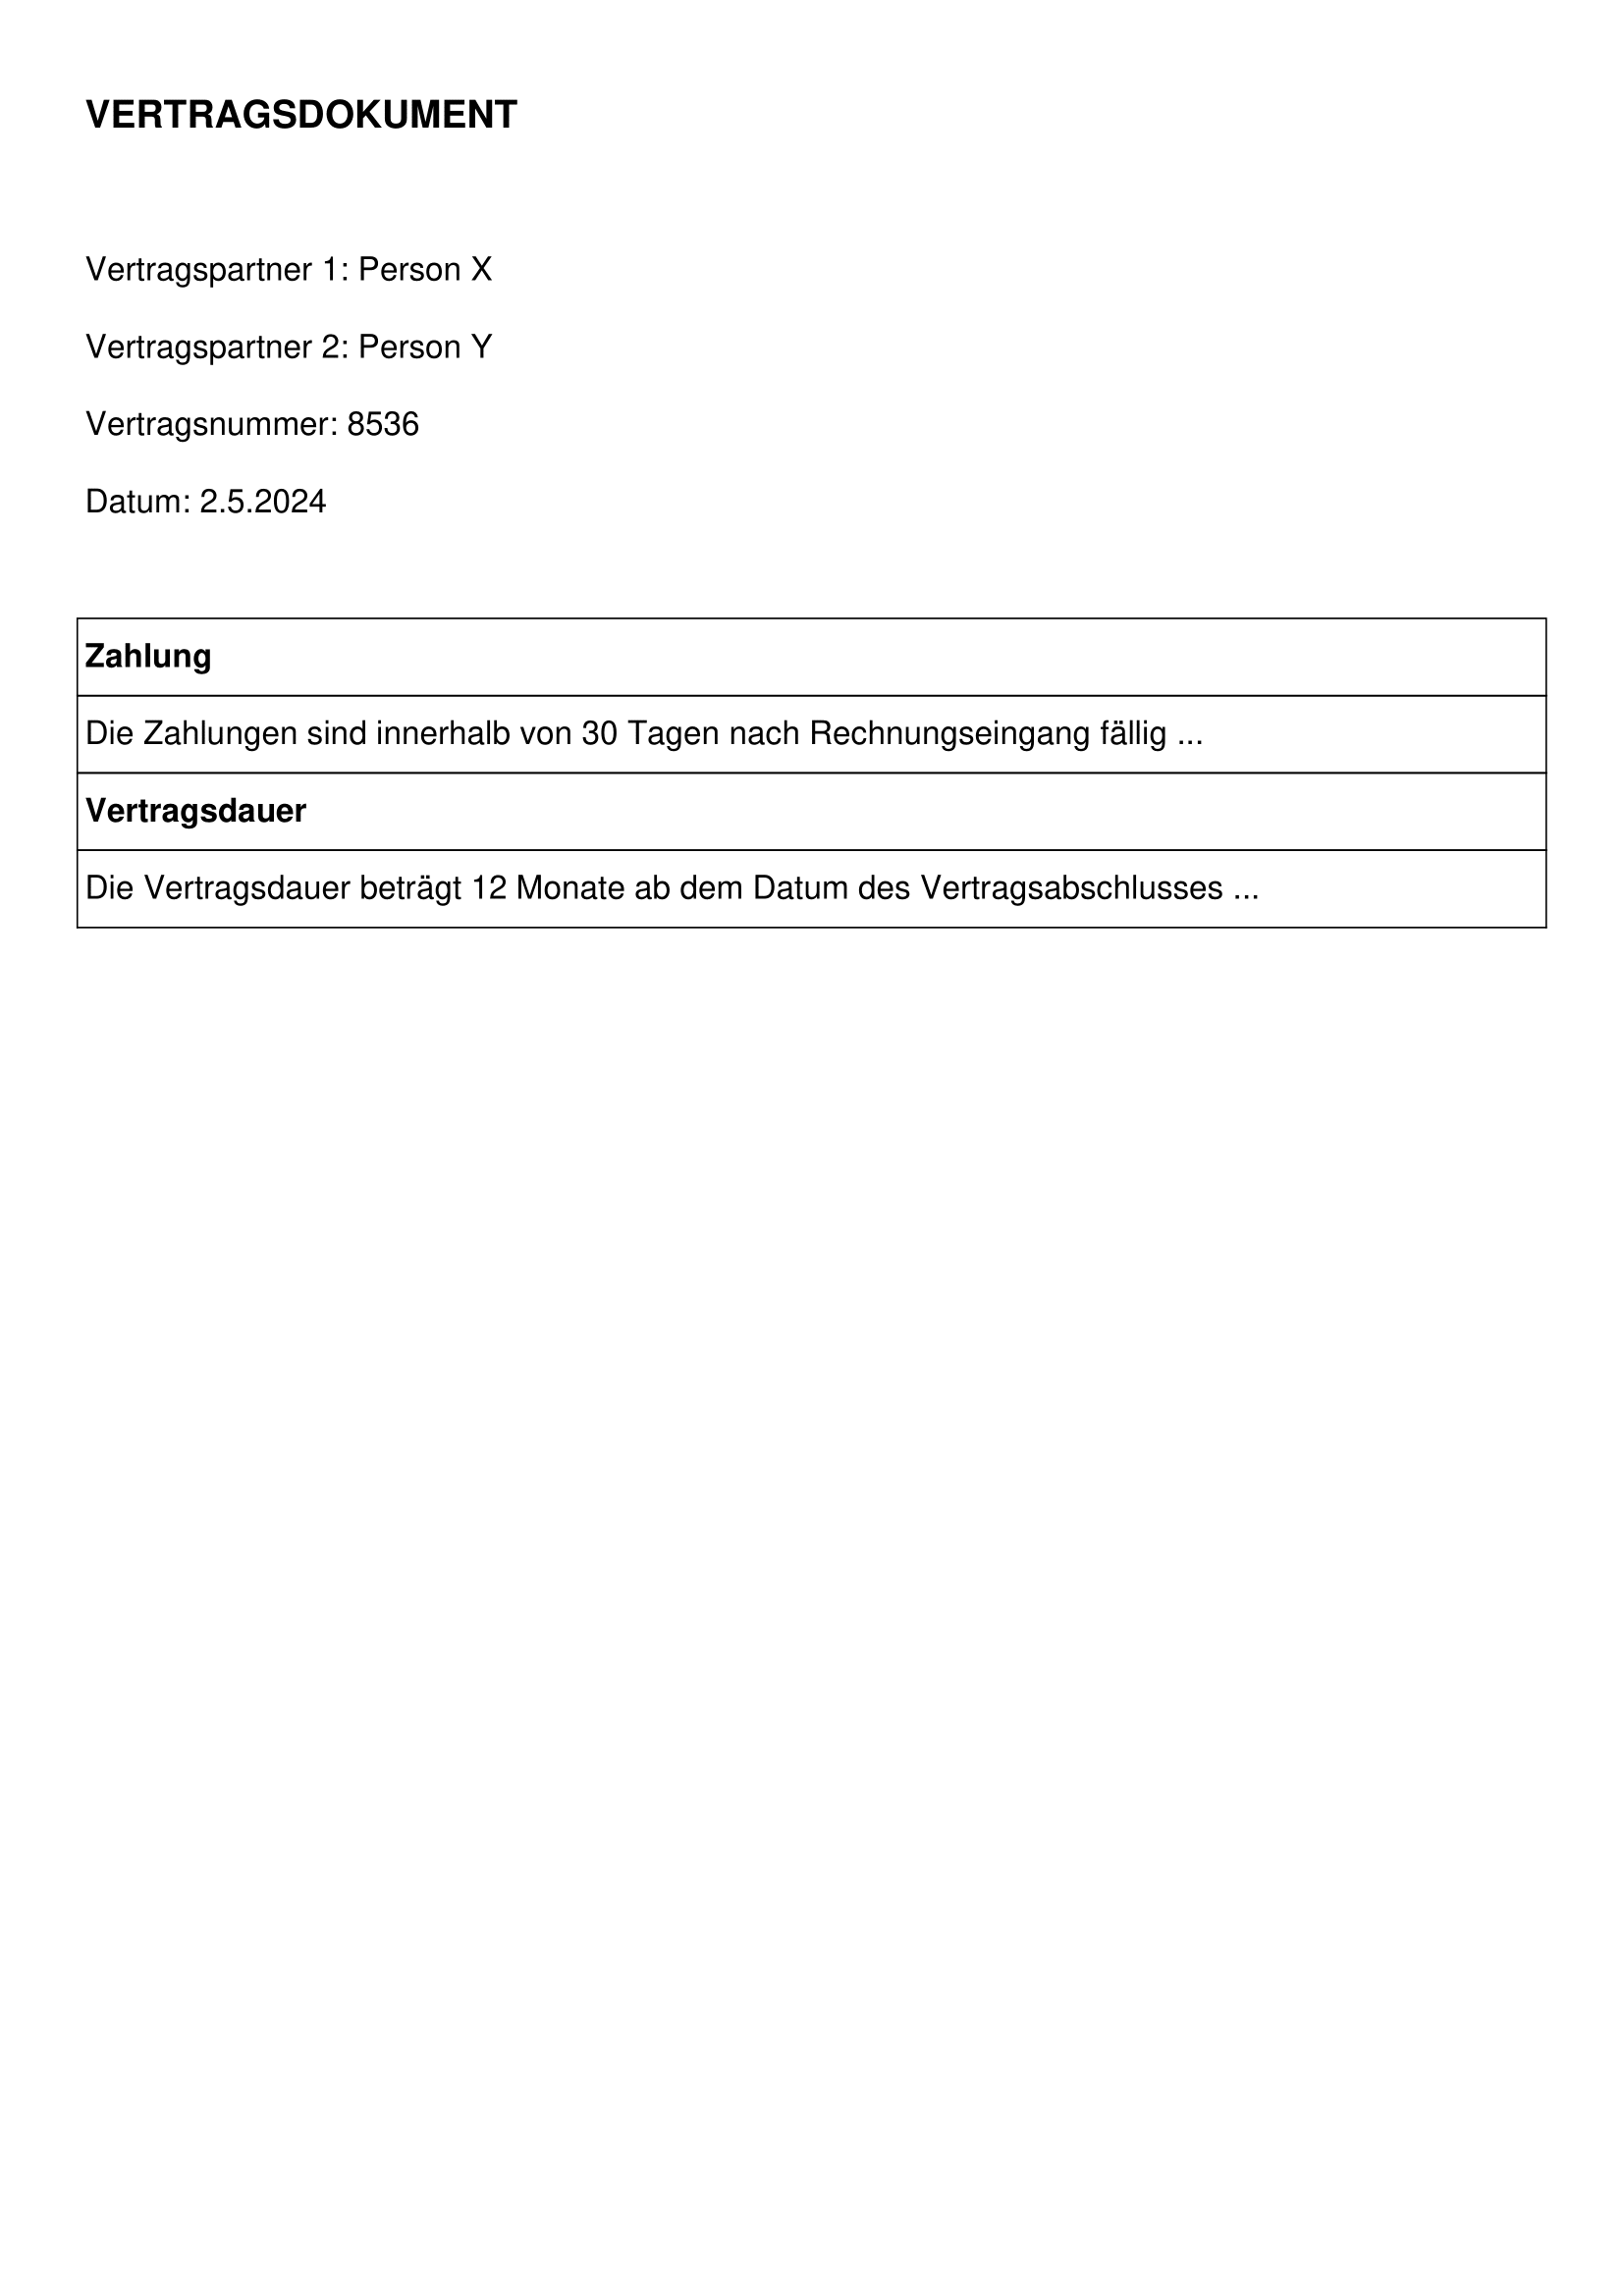 VERTRAGSDOKUMENT
Vertragspartner 1: Person X
Vertragspartner 2: Person Y
Vertragsnummer: 8536
Datum: 2.5.2024
Zahlung
Die Zahlungen sind innerhalb von 30 Tagen nach Rechnungseingang fällig ...
Vertragsdauer
Die Vertragsdauer beträgt 12 Monate ab dem Datum des Vertragsabschlusses ...